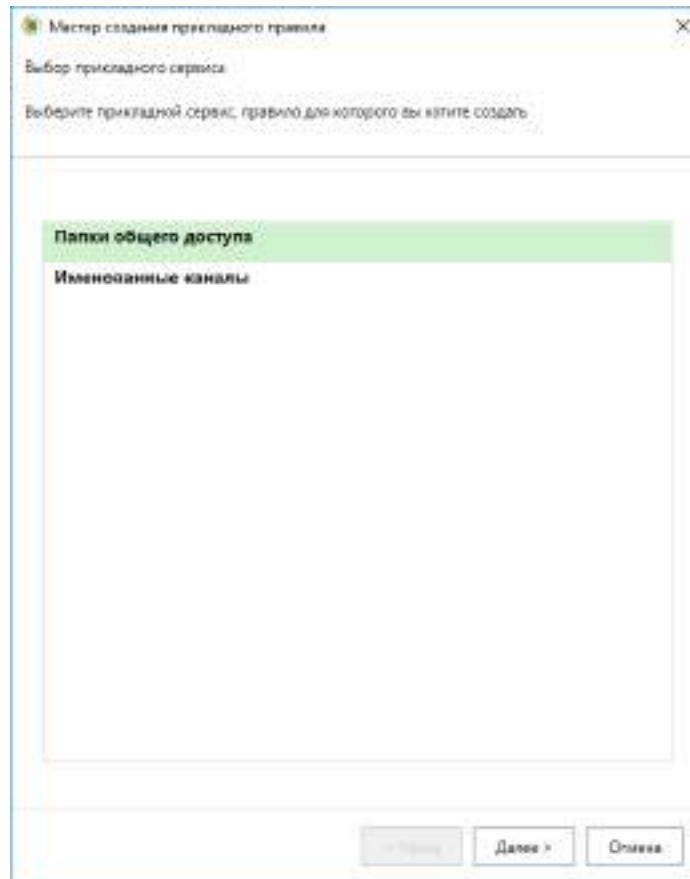 Мастер создания прикладного правила
Выбор прикладного сервиса
Выберите прикладной сервис, правило для которого вы хотите создать
Папки общего доступа
Именованные каналы
< Назад
Далее >
Отмена